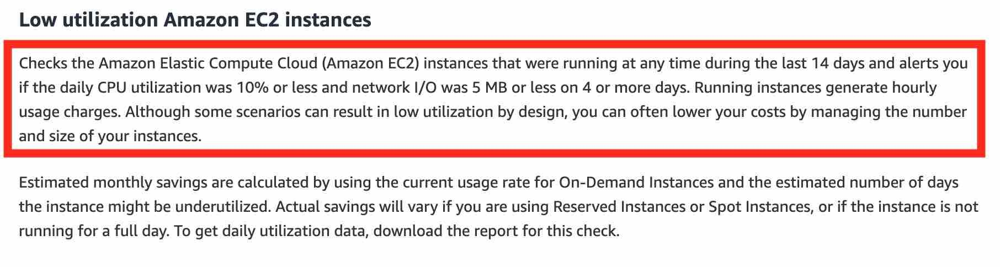 Low utilization Amazon EC2 instances
Checks the Amazon Elastic Compute Cloud (Amazon EC2) instances that were running at any time during the last 14 days and alerts you
if the daily CPU utilization was 10% or less and network I/O was 5 MB or less on 4 or more days. Running instances generate hourly
usage charges. Although some scenarios can result in low utilization by design, you can often lower your costs by managing the number
and size of your instances.
Estimated monthly savings are calculated by using the current usage rate for On-Demand Instances and the estimated number of days
the instance might be underutilized. Actual savings will vary if you are using Reserved Instances or Spot Instances, or if the instance is not
running for a full day. To get daily utilization data, download the report for this check.